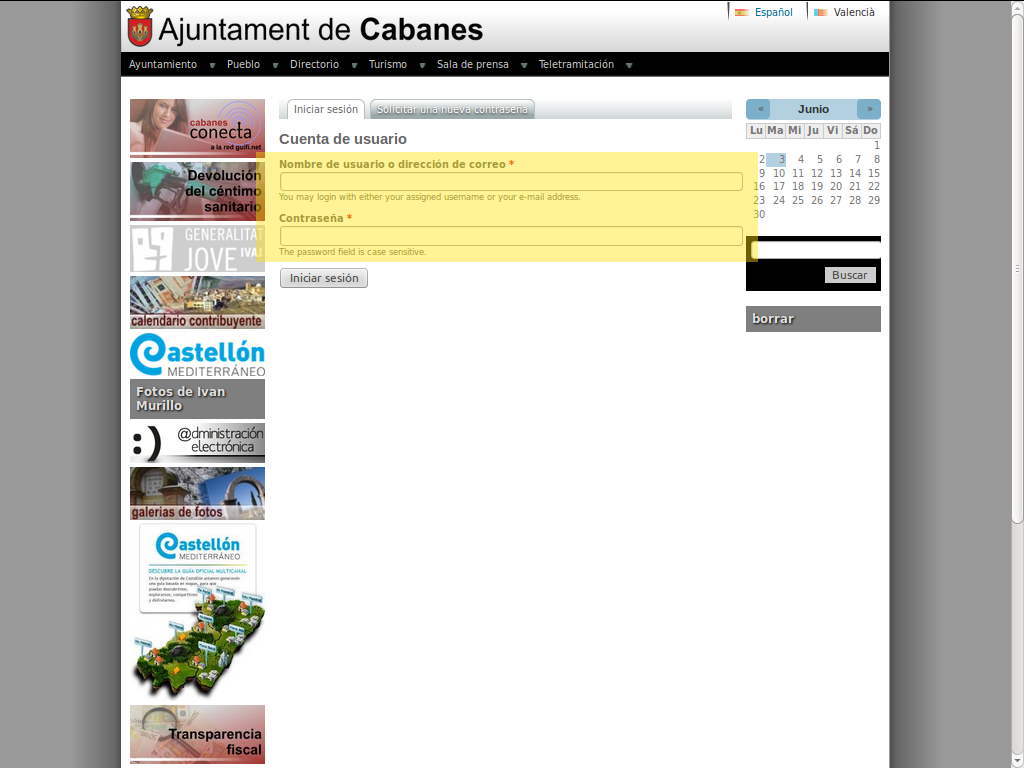 Ajuntament de Cabanes
Español
Valencià
Ayuntamiento
Pueblo
Directorio
Turismo
Sala de prensa
Teletramitación
cabanes
conecta
a la red guifi.net
Devolución
del céntimo
sanitario
GENERALITAT
JOVE IVAJ
calendario contribuyente
Castellón
MEDITERRÁNEO
Fotos de Ivan
Murillo
:) @dministración
electrónica
galerias de fotos
Castellón
MEDITERRÁNEO
DESCUBRE LA GUÍA OFICIAL MULTICANAL
Transparencia
fiscal
Iniciar sesión
Solicitar una nueva contraseña
Cuenta de usuario
Nombre de usuario o dirección de correo *
You may login with either your assigned username or your e-mail address.
Contraseña *
The password field is case sensitive.
Iniciar sesión
« Junio »
Lu Ma Mi Ju Vi Sá Do
1
2 3 4 5 6 7 8
9 10 11 12 13 14 15
16 17 18 19 20 21 22
23 24 25 26 27 28 29
30
Buscar
borrar